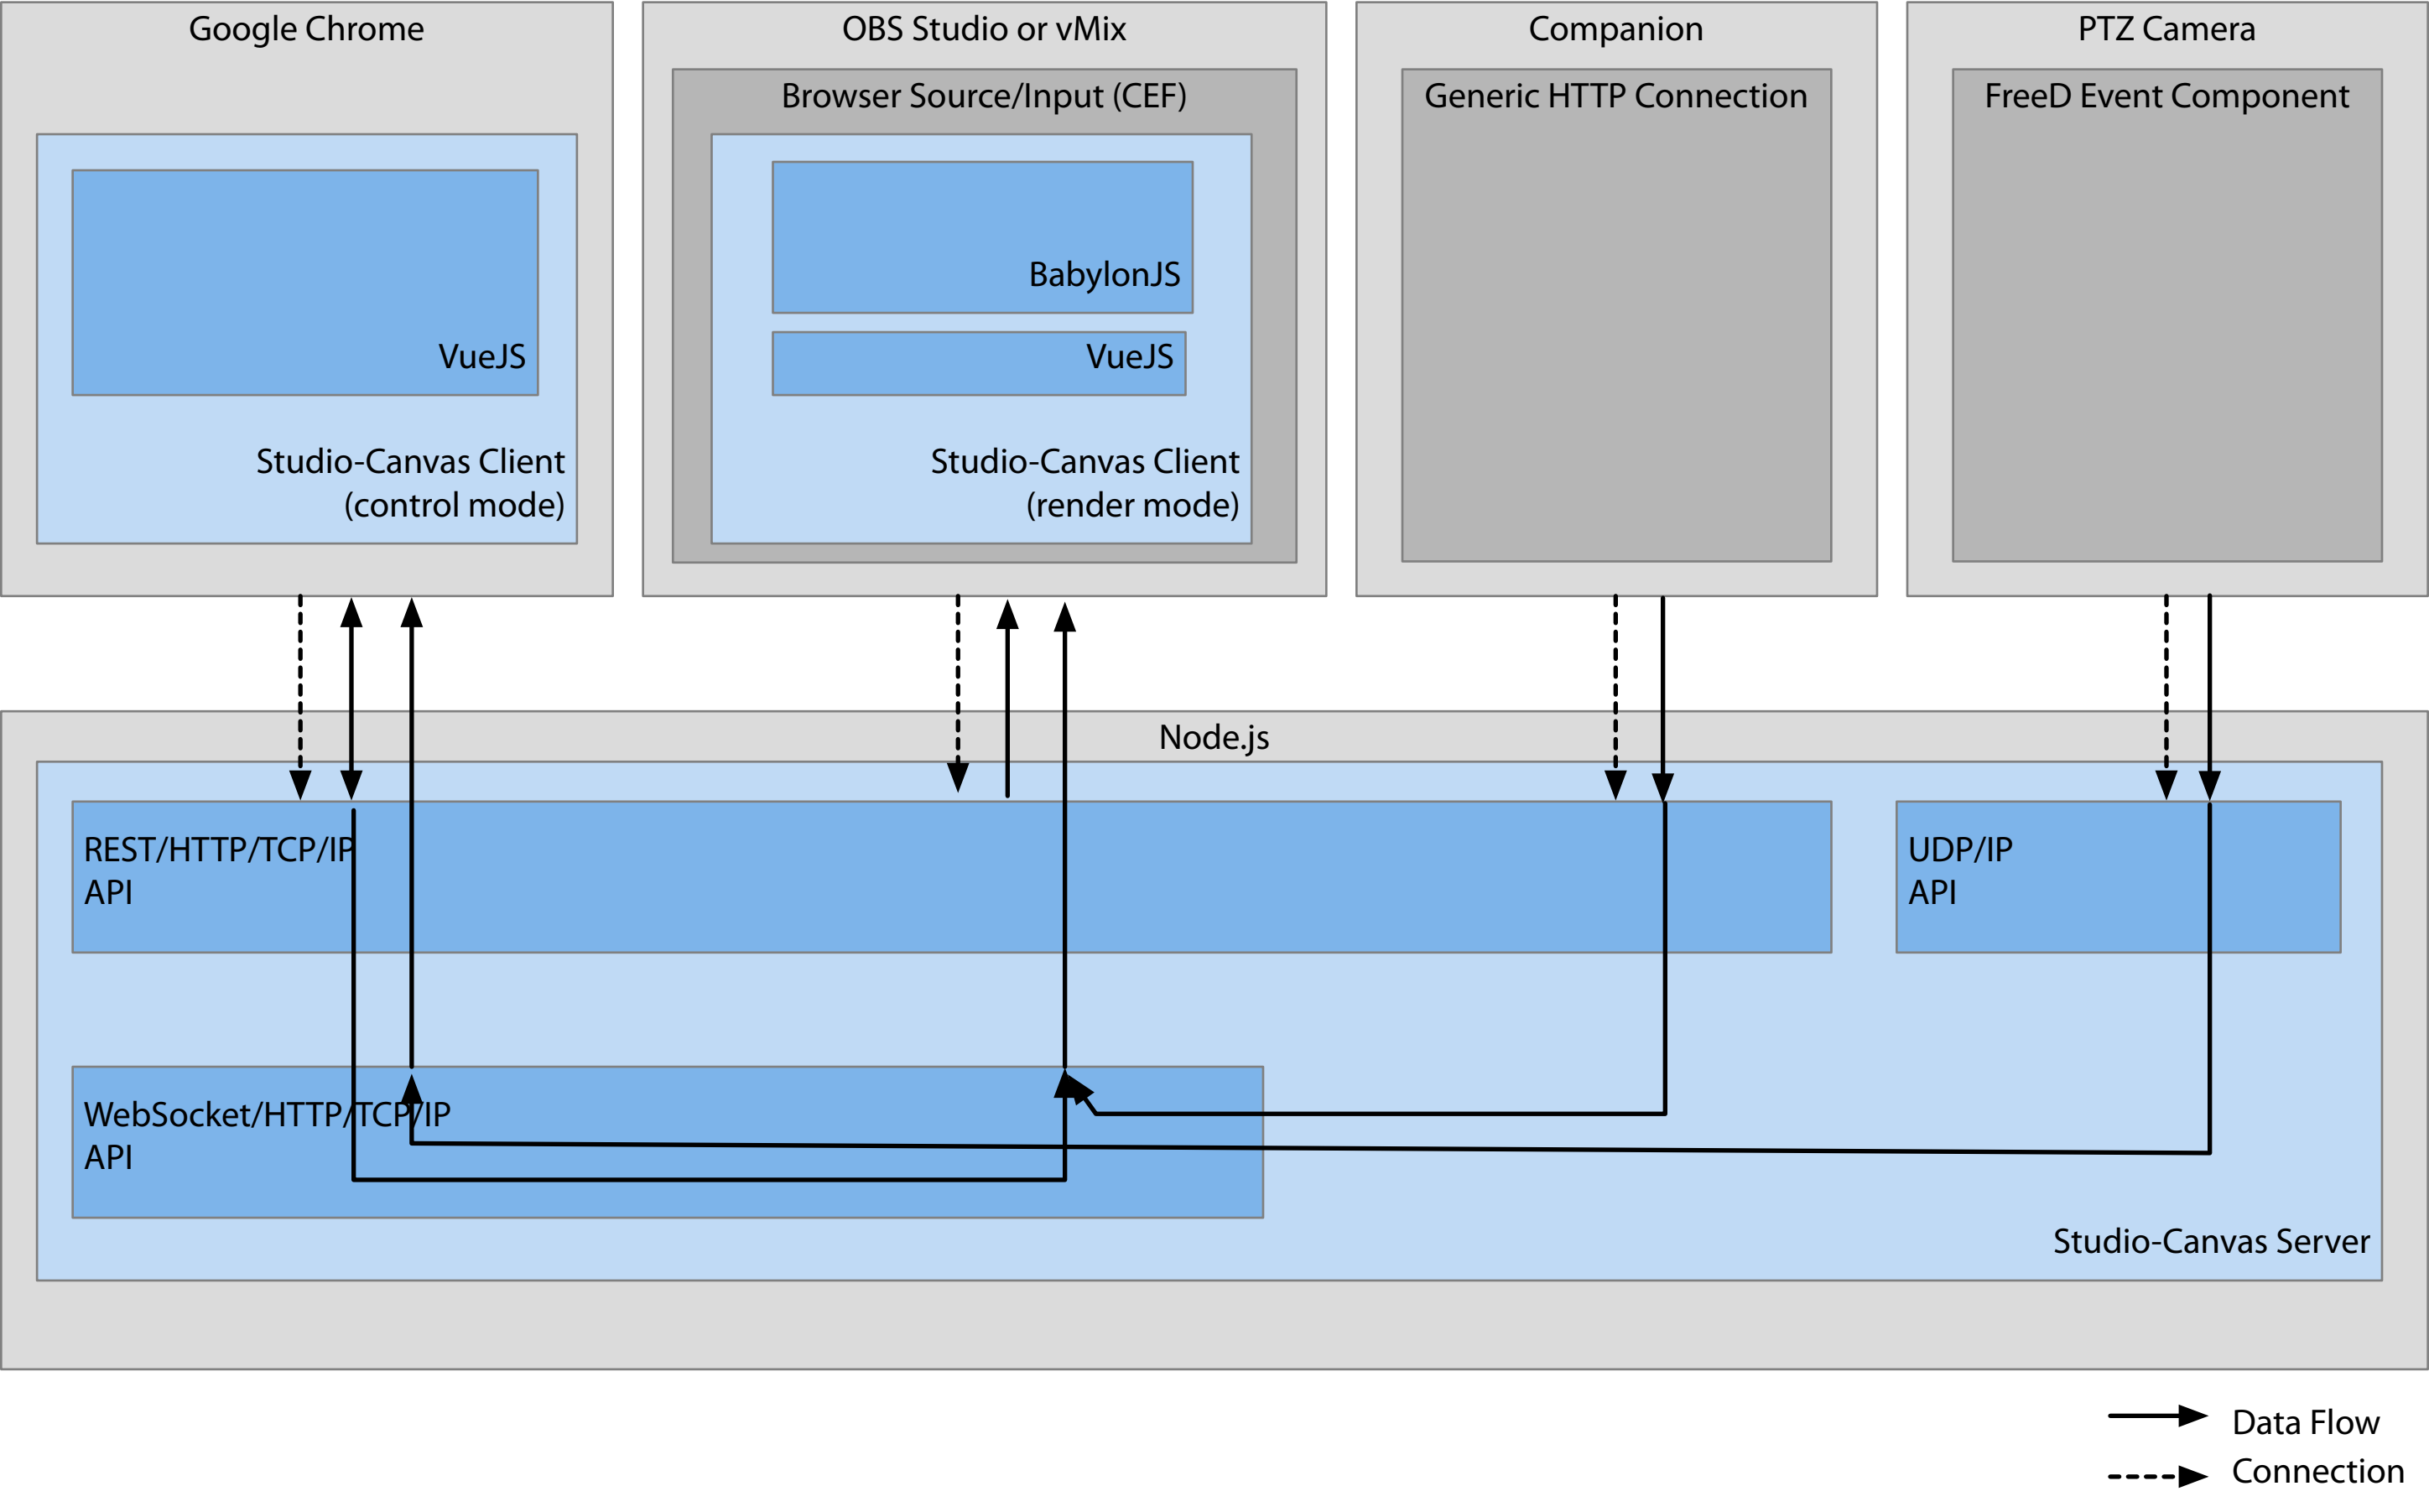 Google Chrome
OBS Studio or vMix
Companion
PTZ Camera
Browser Source/Input (CEF)
Generic HTTP Connection
FreeD Event Component
BabylonJS
VueJS
VueJS
Studio-Canvas Client
(control mode)
Studio-Canvas Client
(render mode)
Node.js
REST/HTTP/TCP/IP
API
UDP/IP
API
WebSocket/HTTP/TCP/IP
API
Studio-Canvas Server
Data Flow
Connection